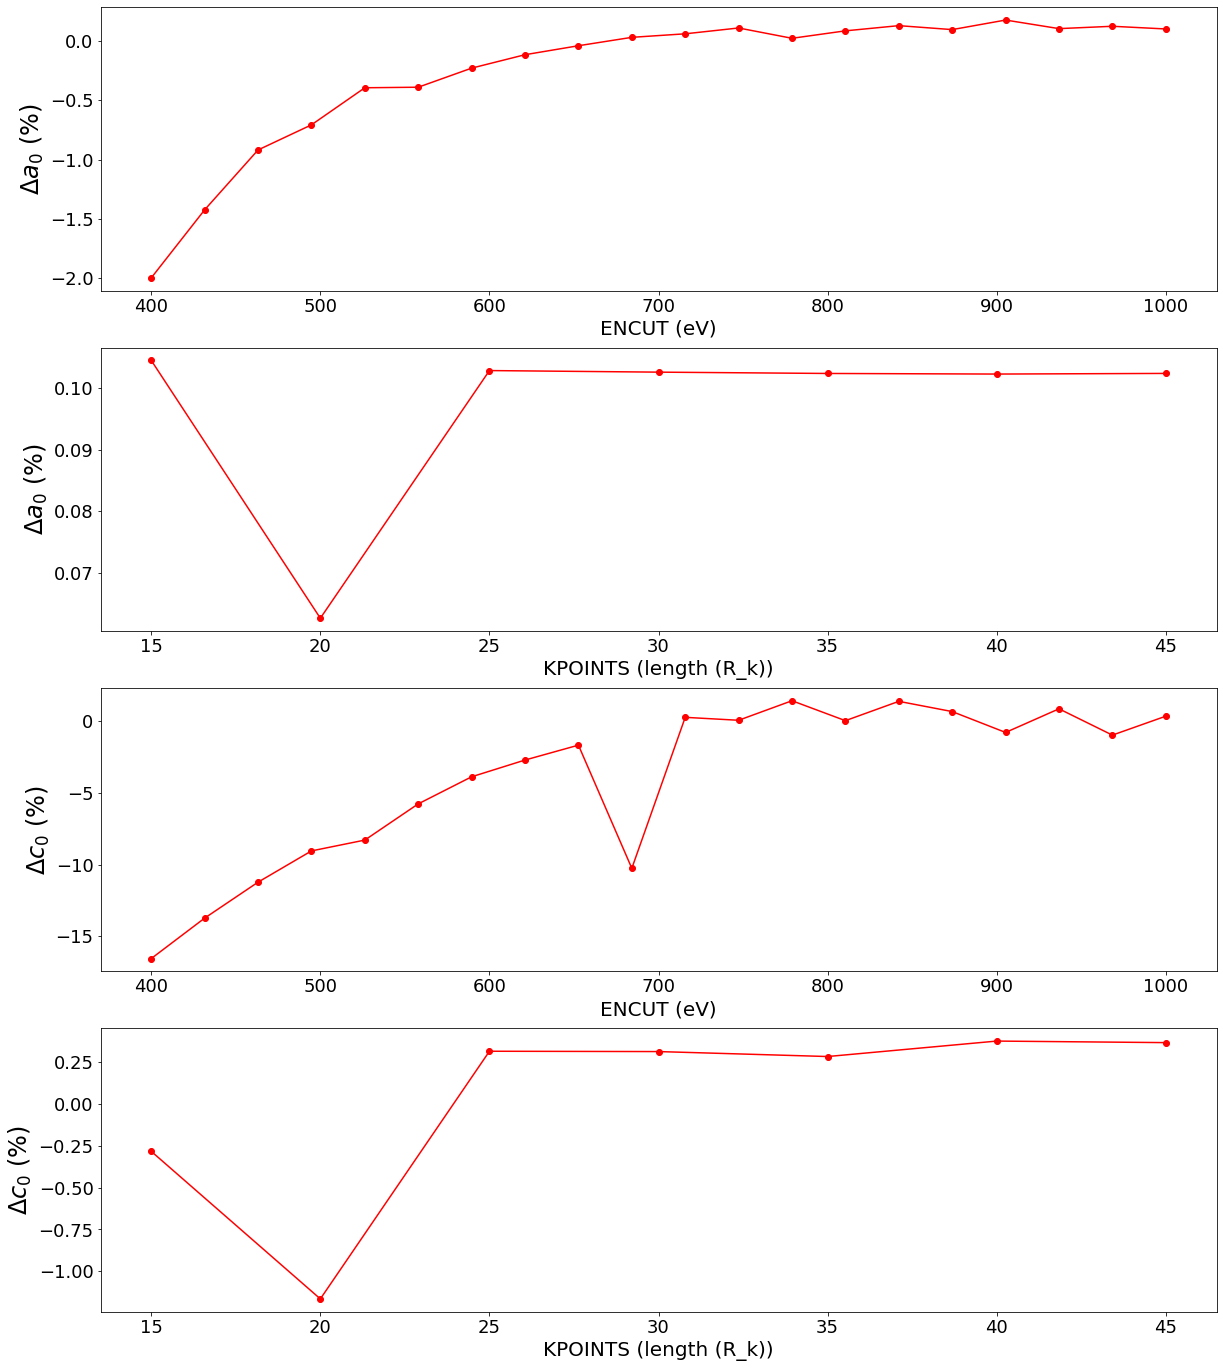 0.0
−0.5
−1.0
−1.5
−2.0
Δa₀ (%)
400 500 600 700 800 900 1000
ENCUT (eV)
0.10
0.09
0.08
0.07
Δa₀ (%)
15 20 25 30 35 40 45
KPOINTS (length (R_k))
0
−5
−10
−15
Δc₀ (%)
400 500 600 700 800 900 1000
ENCUT (eV)
0.25
0.00
−0.25
−0.50
−0.75
−1.00
Δc₀ (%)
15 20 25 30 35 40 45
KPOINTS (length (R_k))